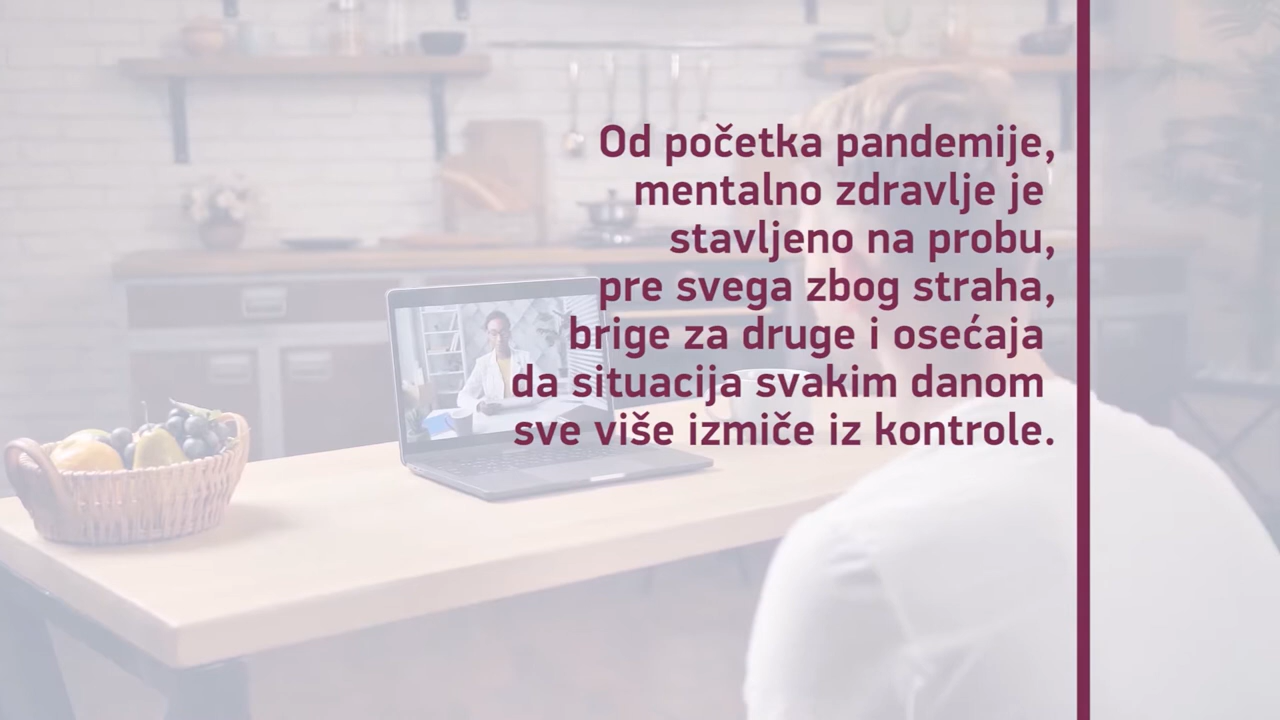 Od početka pandemije,
mentalno zdravlje je
stavljeno na probu,
pre svega zbog straha,
brige za druge i osećaja
da situacija svakim danom
sve više izmiče iz kontrole.